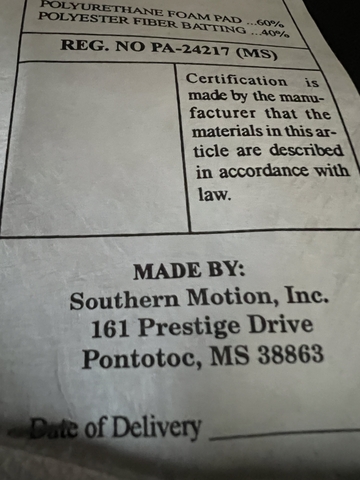 POLYURETHANE FOAM PAD ...60%
POLYESTER FIBER BATTING ...40%
REG. NO PA-24217 (MS)
Certification is
made by the manu-
facturer that the
materials in this ar-
ticle are described
in accordance with
law.
MADE BY:
Southern Motion, Inc.
161 Prestige Drive
Pontotoc, MS 38863
Date of Delivery